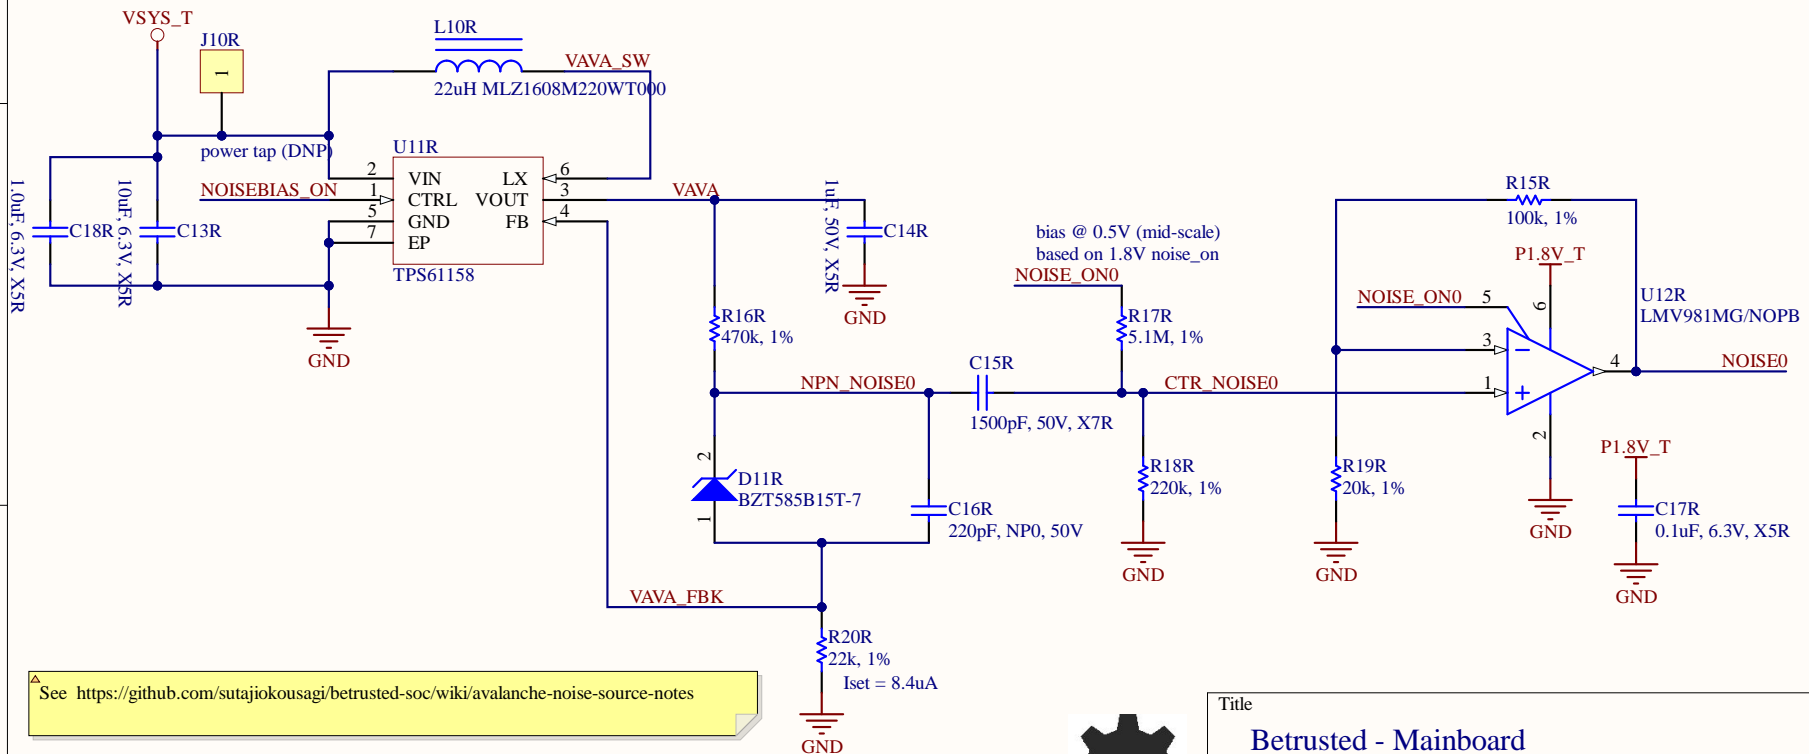 VSYS_T
J10R
1
power tap (DNP)
L10R
VAVA_SW
22uH MLZ1608M220WT000
U11R
2
VIN
LX
6
NOISEBIAS_ON
1
CTRL
VOUT
3
VAVA
5
GND
FB
4
7
EP
TPS61158
1.0uF, 6.3V, X5R
C18R
10uF, 6.3V, X5R
C13R
GND
1uF, 50V, X5R
C14R
GND
R16R
470k, 1%
NPN_NOISE0
C15R
1500pF, 50V, X7R
bias @ 0.5V (mid-scale)
based on 1.8V noise_on
NOISE_ON0
R17R
5.1M, 1%
CTR_NOISE0
R18R
220k, 1%
GND
2
D11R
BZT585B15T-7
1
C16R
220pF, NP0, 50V
VAVA_FBK
R20R
22k, 1%
Iset = 8.4uA
GND
R15R
100k, 1%
P1.8V_T
NOISE_ON0
5
6
U12R
LMV981MG/NOPB
3
4
NOISE0
1
2
GND
R19R
20k, 1%
GND
P1.8V_T
C17R
0.1uF, 6.3V, X5R
GND
See https://github.com/sutajiokousagi/betrusted-soc/wiki/avalanche-noise-source-notes
Title
Betrusted - Mainboard